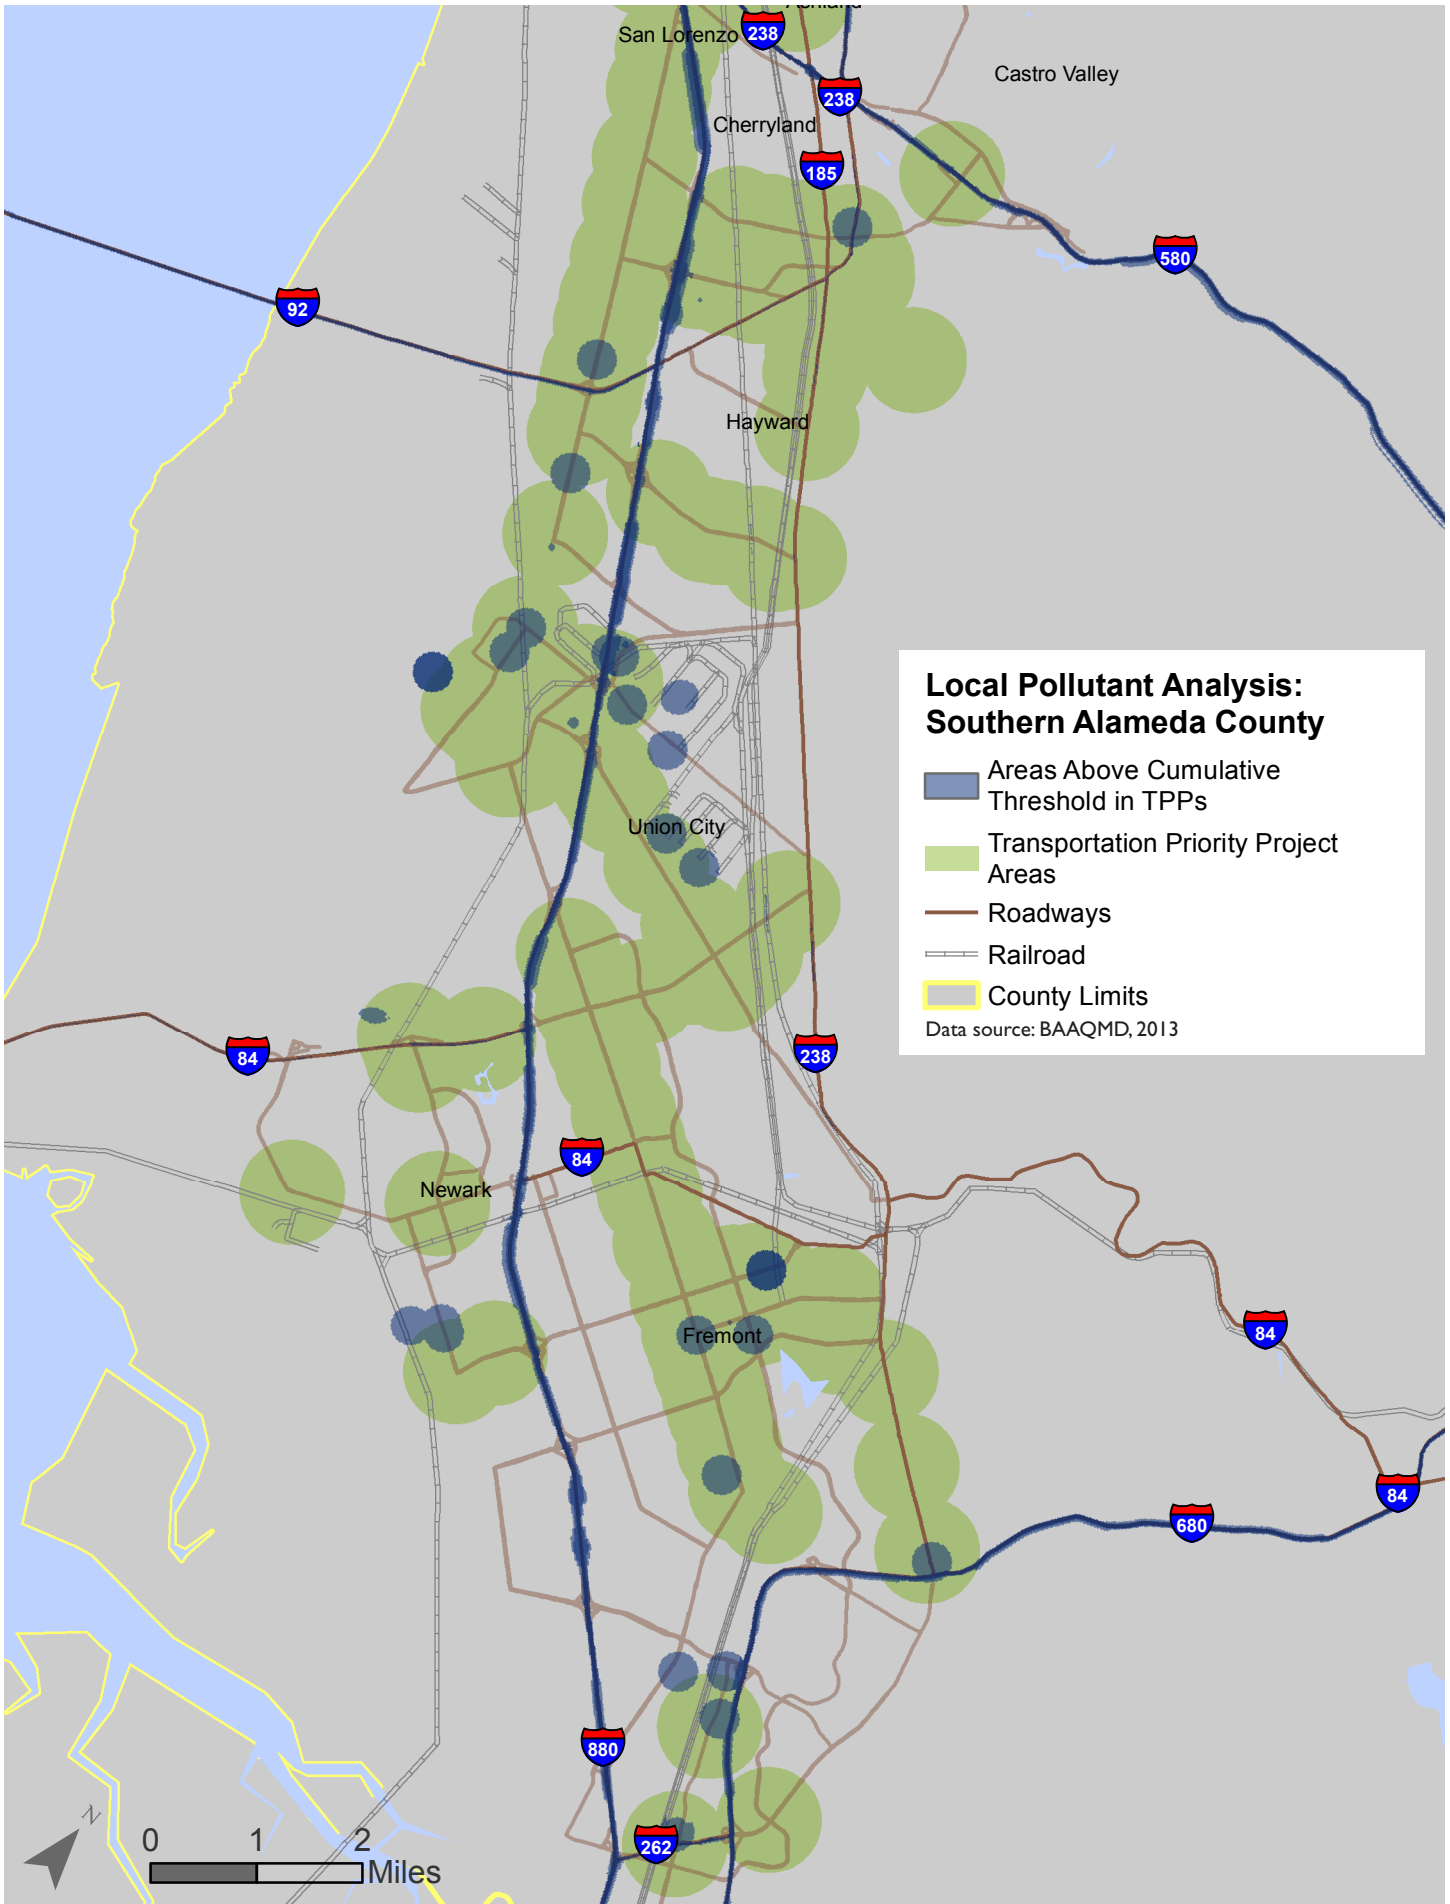 Ashland
San Lorenzo
238
Castro Valley
238
Cherryland
185
580
92
Hayward
Local Pollutant Analysis:
Southern Alameda County
Areas Above Cumulative
Threshold in TPPs
Union City
Transportation Priority Project
Areas
Roadways
Railroad
County Limits
Data source: BAAQMD, 2013
84
238
84
Newark
84
Fremont
84
680
880
262
N
0 1 2
Miles